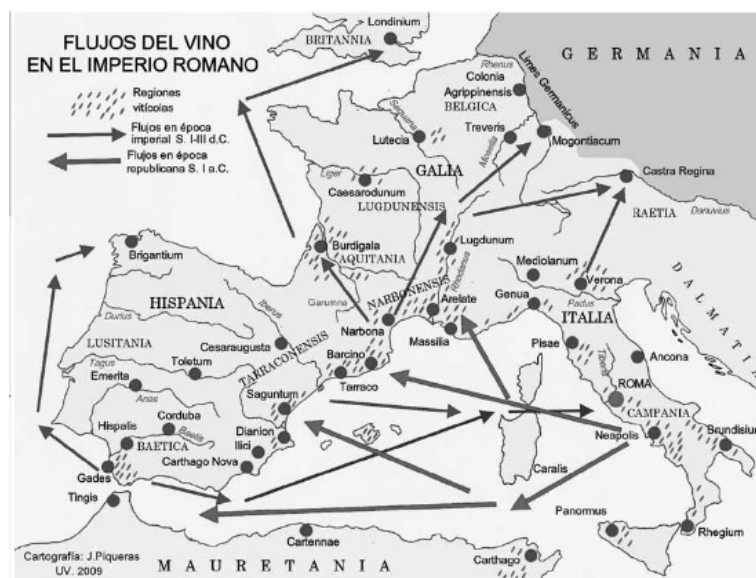 FLUJOS DEL VINO
EN EL IMPERIO ROMANO
Regiones
vitícolas
Flujos en época
imperial S. I-III d.C.
Flujos en época
republicana S. I a.C.
Londinium
BRITANNIA
GERMANIA
Rhenus
Limes Germanicus
Colonia
Agrippinensis
BELGICA
Sequana
Lutecia
Treveris
Mosella
Mogontiacum
Castra Regina
GALIA
Liger
Caesarodunum
LUGDUNENSIS
RAETIA
Danuvius
Burdigala
AQUITANIA
Lugdunum
Rhodanus
Mediolanum
Verona
Brigantium
Garumna
NARBONENSIS
Arelate
Genua
Padus
DALMATIA
HISPANIA
Iberus
Narbona
ITALIA
Durius
Massilia
Pisae
LUSITANIA
Cesaraugusta
TARRACONENSIS
Barcino
Tiberis
Ancona
Tagus
Toletum
Tarraco
Emerita
Anas
Saguntum
ROMA
CAMPANIA
Hispalis
Corduba
Dianion
Neapolis
Brundisium
BAETICA
Baetis
Ilici
Gades
Carthago Nova
Caralis
Tingis
Panormus
Rhegium
Cartografía: J.Piqueras
UV. 2009
Cartennae
MAURETANIA
Carthago